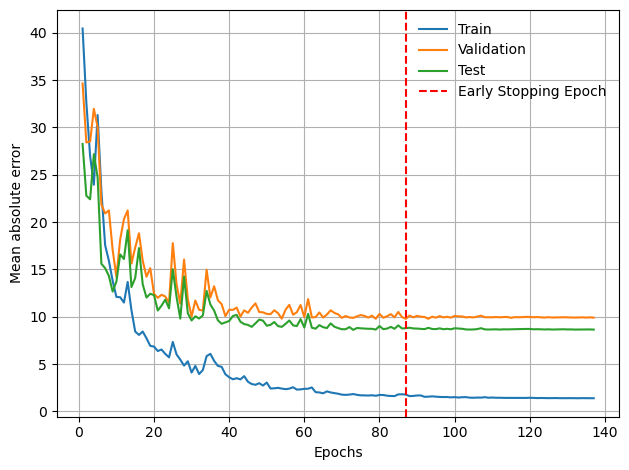 40
35
30
25
20
15
10
5
0
Mean absolute error
Train
Validation
Test
Early Stopping Epoch
0 20 40 60 80 100 120 140
Epochs